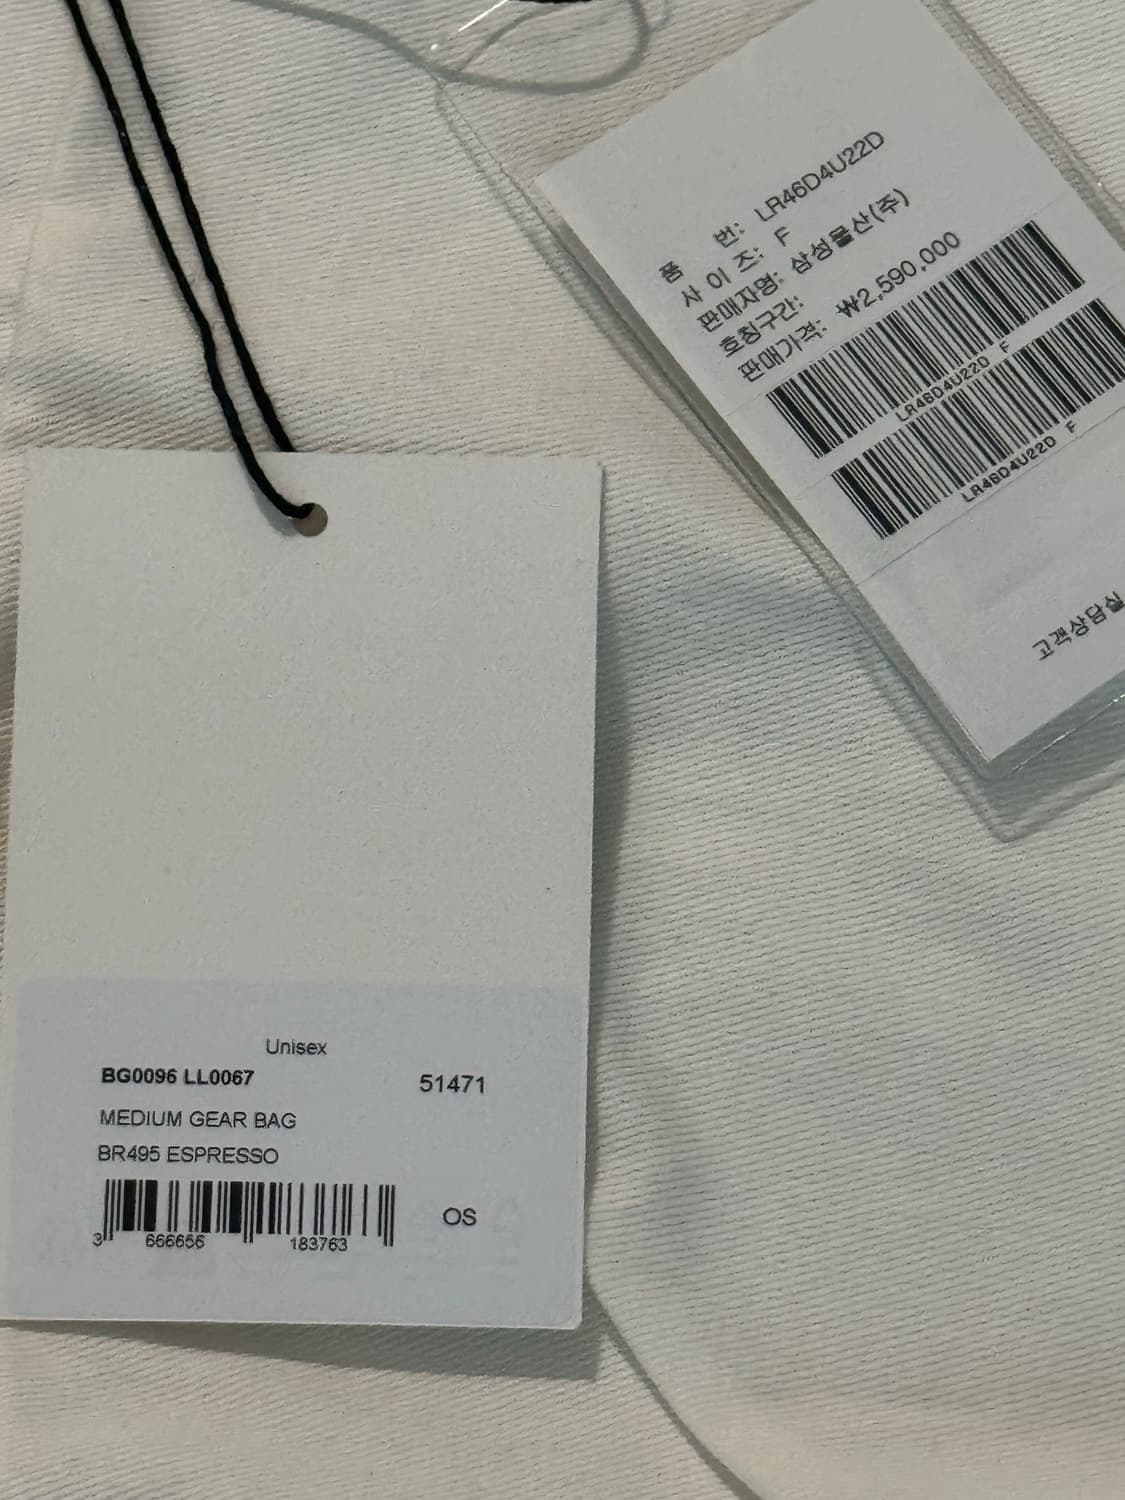 품 번: LR46D4U22D
사 이 즈: F
판매자명: 삼성물산(주)
호칭구간:
판매가격: ₩2,590,000
LR46D4U22D F
LR46D4U22D F
고객상담실
Unisex
BG0096 LL0067 51471
MEDIUM GEAR BAG
BR495 ESPRESSO
OS
3 666656 183763